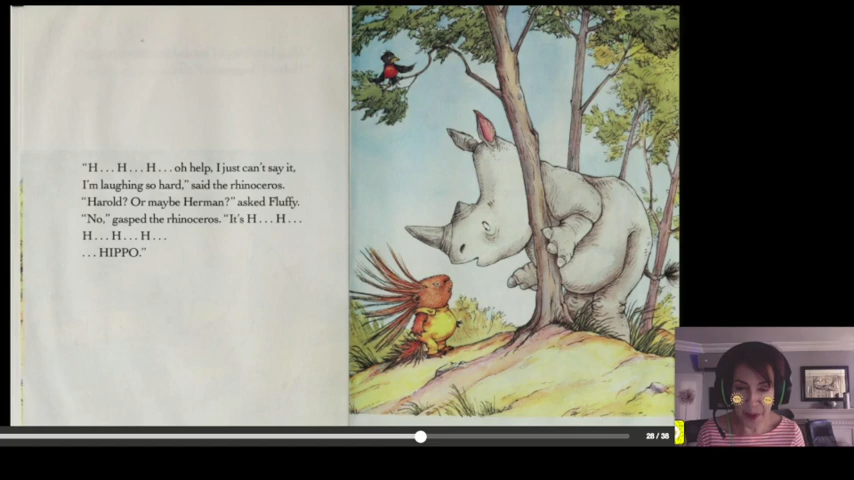 “H . . . H . . . H . . . oh help, I just can't say it,
I'm laughing so hard,” said the rhinoceros.
“Harold? Or maybe Herman?” asked Fluffy.
“No,” gasped the rhinoceros. “It's H . . . H . . .
H . . . H . . . H . . .
. . . HIPPO.”
28 / 38